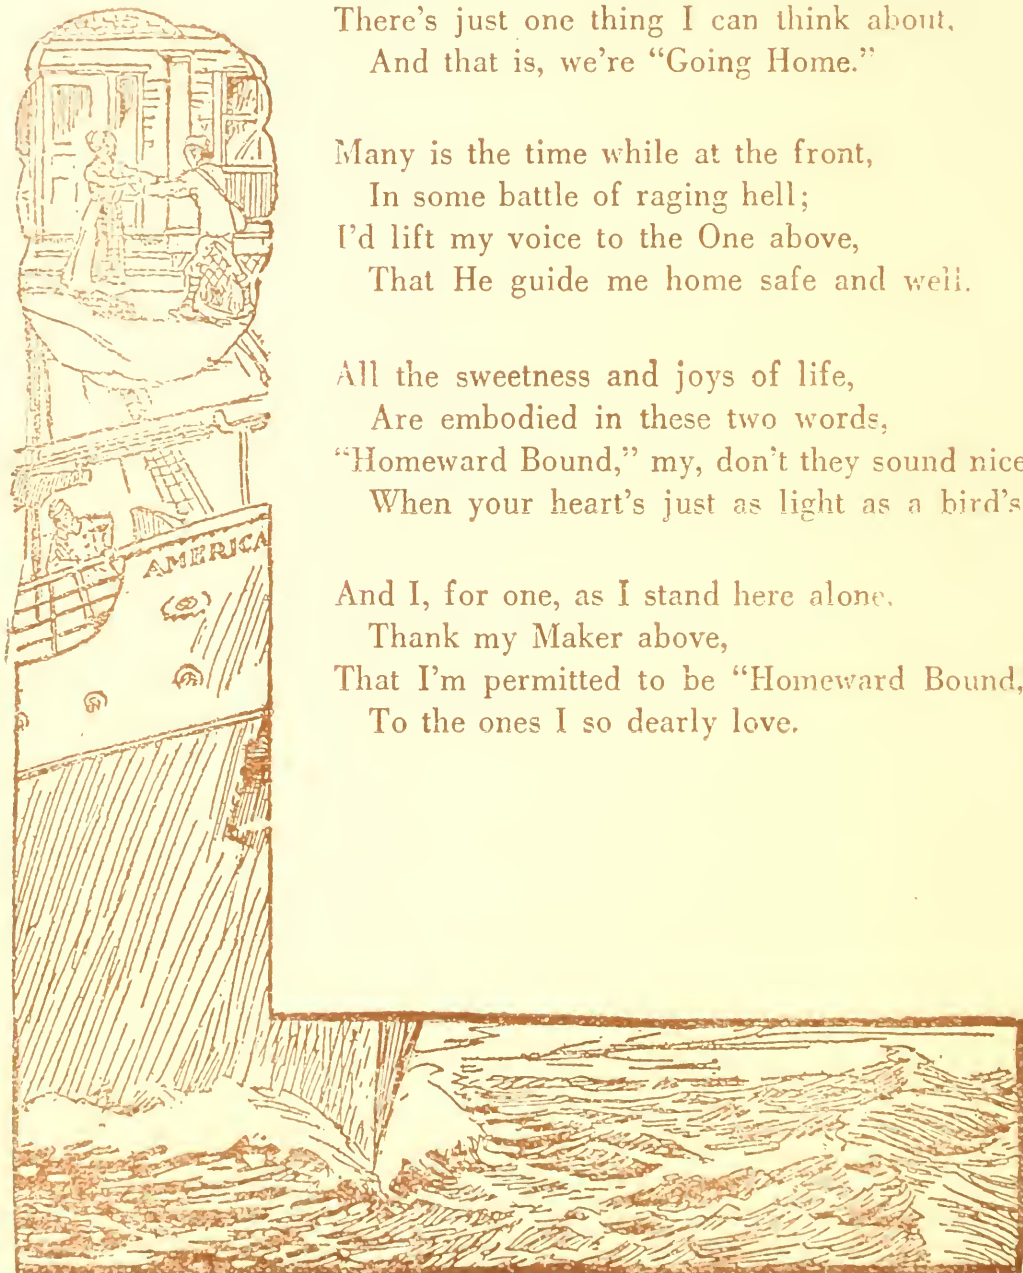 There's just one thing I can think about,
And that is, we're “Going Home.”
Many is the time while at the front,
In some battle of raging hell;
I'd lift my voice to the One above,
That He guide me home safe and well.
All the sweetness and joys of life,
Are embodied in these two words,
“Homeward Bound,” my, don't they sound nice
When your heart's just as light as a bird's
And I, for one, as I stand here alone,
Thank my Maker above,
That I'm permitted to be “Homeward Bound,
To the ones I so dearly love.
AMERICA